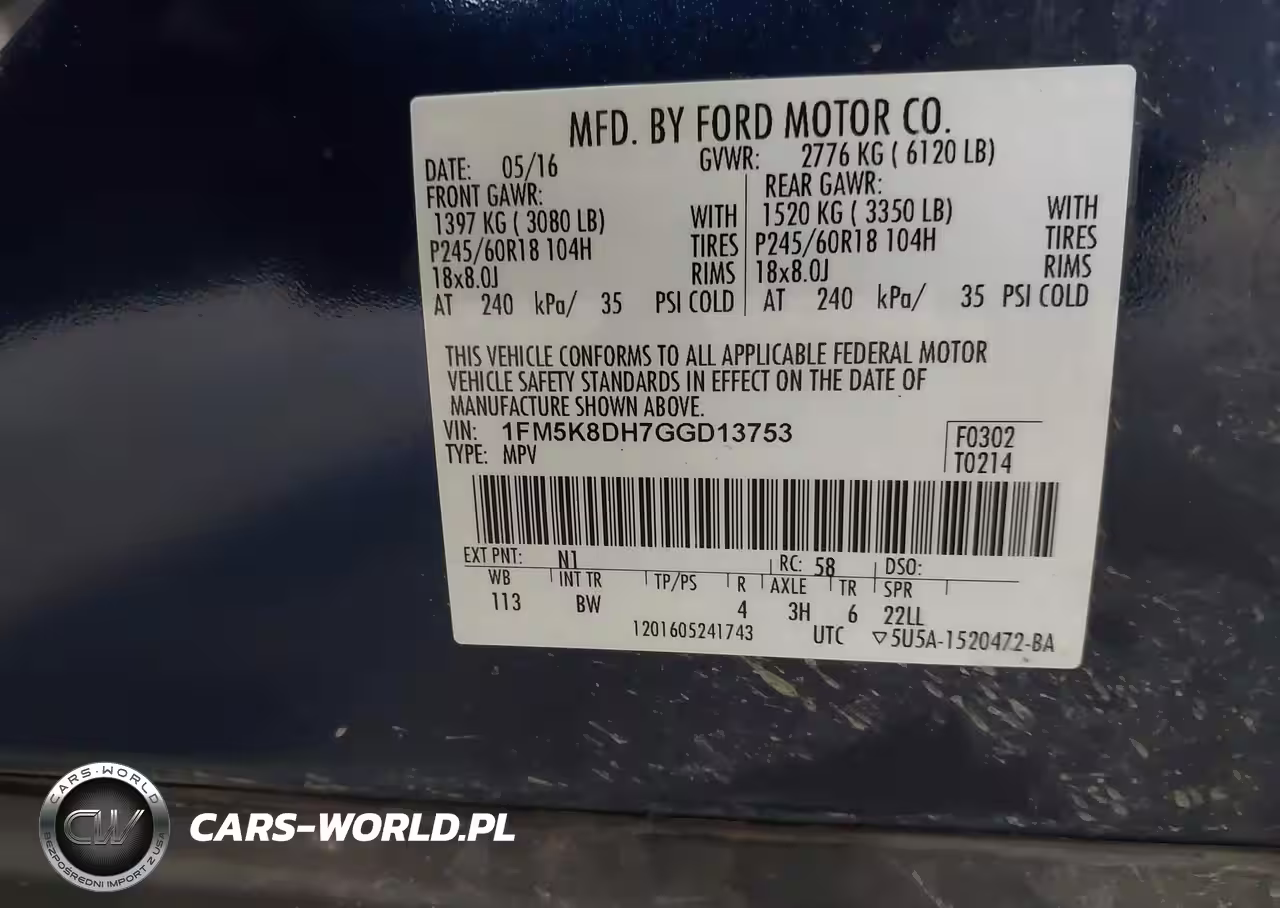 MFD. BY FORD MOTOR CO.
DATE: 05/16 GVWR: 2776 KG ( 6120 LB)
FRONT GAWR: REAR GAWR:
1397 KG ( 3080 LB) WITH 1520 KG ( 3350 LB) WITH
P245/60R18 104H TIRES P245/60R18 104H TIRES
18x8.0J RIMS 18x8.0J RIMS
AT 240 kPa/ 35 PSI COLD AT 240 kPa/ 35 PSI COLD
THIS VEHICLE CONFORMS TO ALL APPLICABLE FEDERAL MOTOR
VEHICLE SAFETY STANDARDS IN EFFECT ON THE DATE OF
MANUFACTURE SHOWN ABOVE.
VIN: 1FM5K8DH7GGD13753 F0302
TYPE: MPV T0214
EXT PNT: N1 RC: 58 DSO:
WB INT TR TP/PS R AXLE TR SPR
113 BW 4 3H 6 22LL
1201605241743 UTC ▽5U5A-1520472-BA
CARS-WORLD
CW
BEZPOŚREDNI IMPORT Z USA
CARS-WORLD.PL